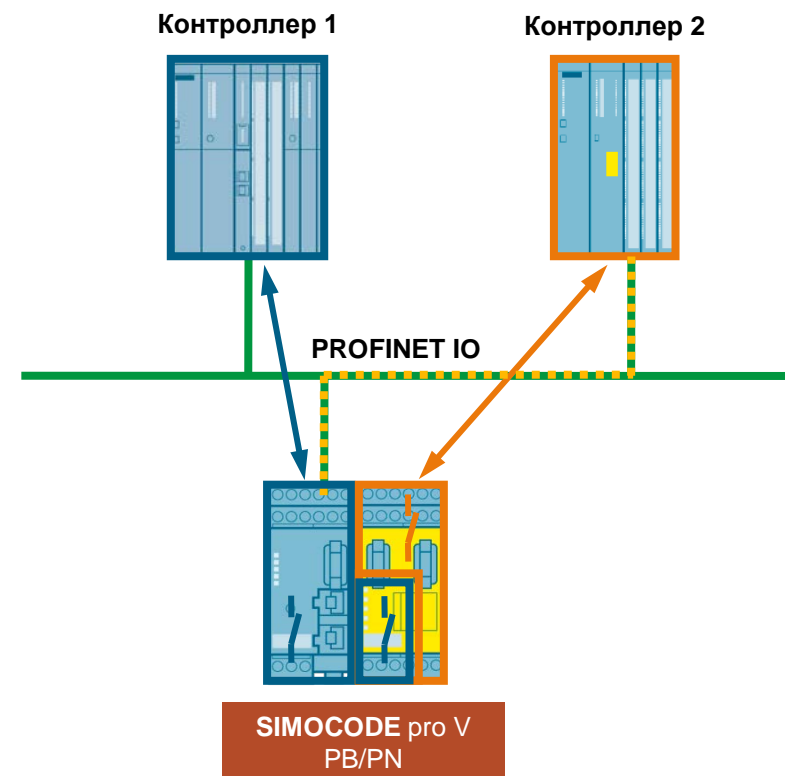 Контроллер 1
Контроллер 2
PROFINET IO
SIMOCODE pro V
PB/PN